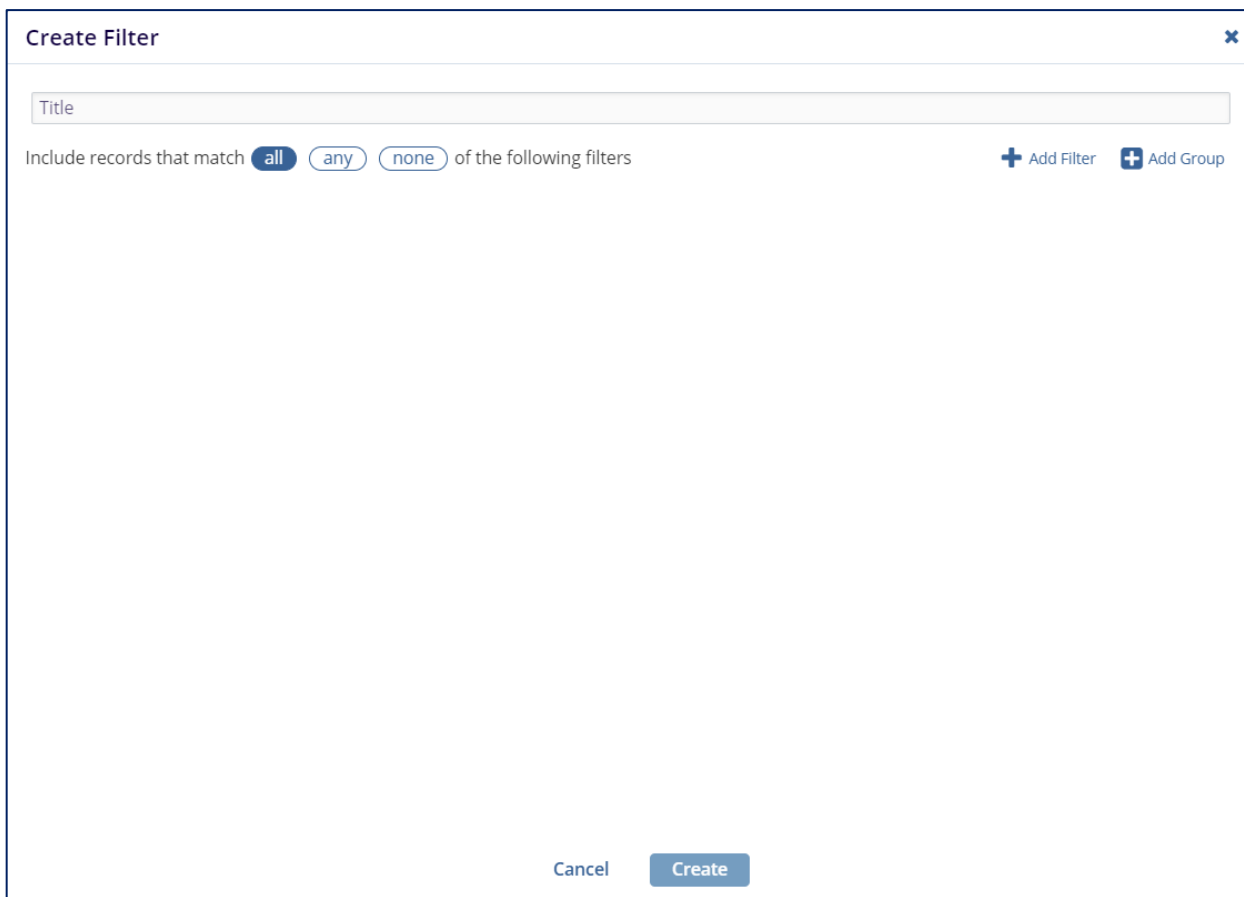 Create Filter
Title
Include records that match all any none of the following filters
Add Filter Add Group
Cancel Create